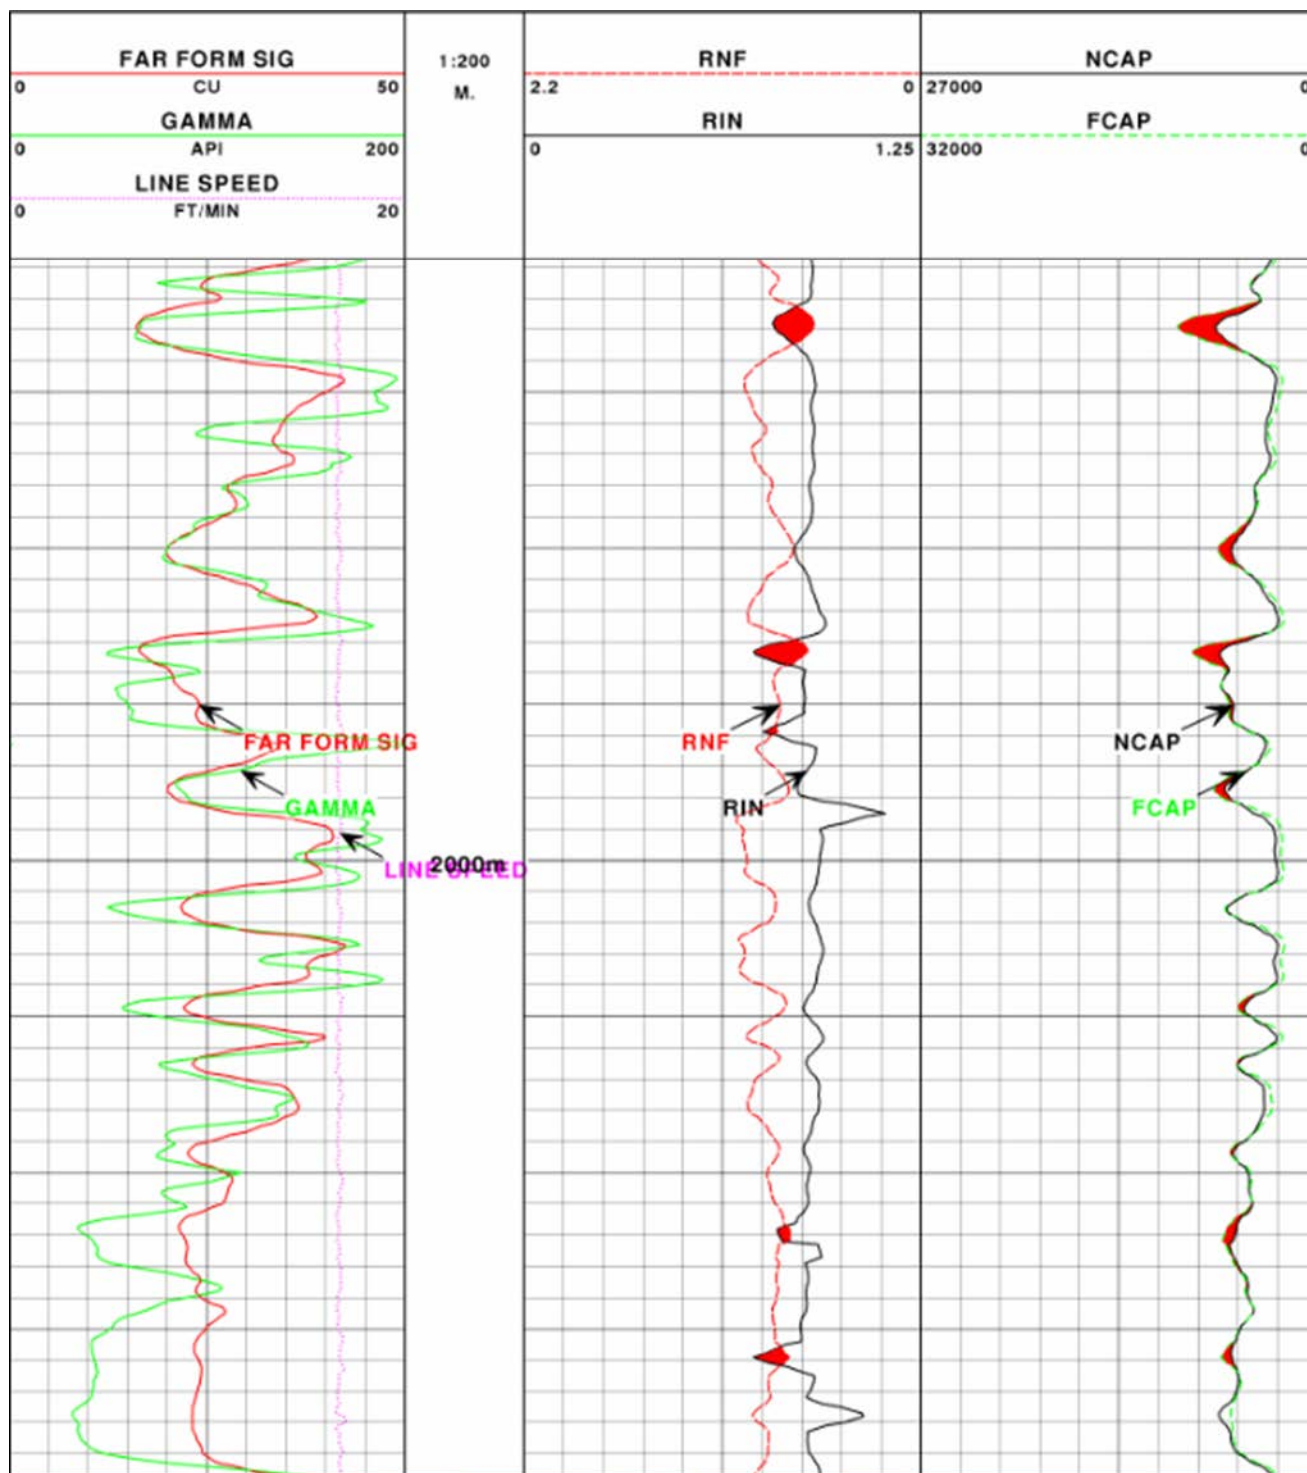 FAR FORM SIG
0 CU 50
GAMMA
0 API 200
LINE SPEED
0 FT/MIN 20
1:200
M.
RNF
2.2 0
RIN
0 1.25
NCAP
27000 0
FCAP
32000 0
FAR FORM SIG
GAMMA
LINE SPEED
2000m
RNF
RIN
NCAP
FCAP